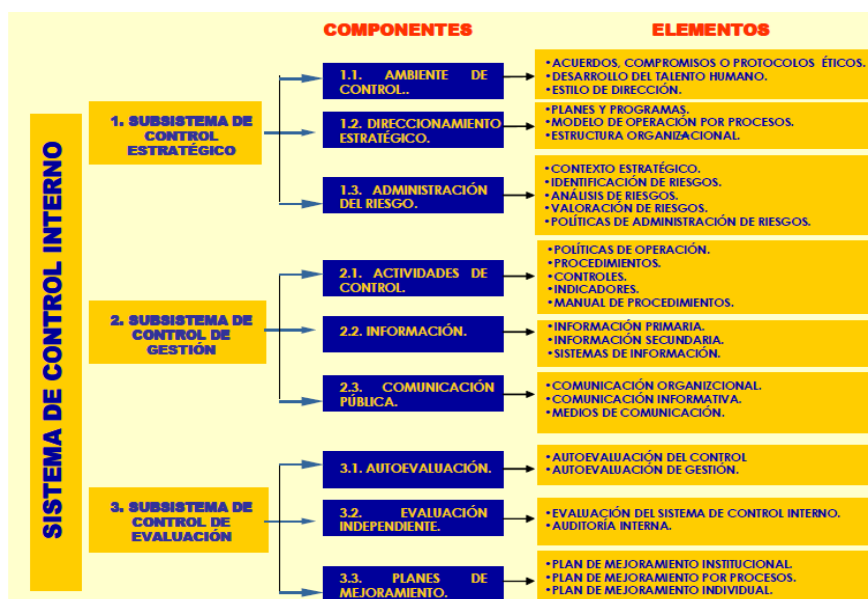 COMPONENTES
ELEMENTOS
SISTEMA DE CONTROL INTERNO
1. SUBSISTEMA DE
CONTROL
ESTRATÉGICO
1.1. AMBIENTE DE
CONTROL..
•ACUERDOS, COMPROMISOS O PROTOCOLOS ÉTICOS.
•DESARROLLO DEL TALENTO HUMANO.
•ESTILO DE DIRECCIÓN.
1.2. DIRECCIONAMIENTO
ESTRATÉGICO.
•PLANES Y PROGRAMAS.
•MODELO DE OPERACIÓN POR PROCESOS.
•ESTRUCTURA ORGANIZACIONAL.
1.3. ADMINISTRACIÓN
DEL RIESGO.
•CONTEXTO ESTRATÉGICO.
•IDENTIFICACIÓN DE RIESGOS.
•ANÁLISIS DE RIESGOS.
•VALORACIÓN DE RIESGOS.
•POLÍTICAS DE ADMINISTRACIÓN DE RIESGOS.
2. SUBSISTEMA DE
CONTROL DE
GESTIÓN
2.1. ACTIVIDADES DE
CONTROL.
•POLÍTICAS DE OPERACIÓN.
•PROCEDIMIENTOS.
•CONTROLES.
•INDICADORES.
•MANUAL DE PROCEDIMIENTOS.
2.2. INFORMACIÓN.
•INFORMACIÓN PRIMARIA.
•INFORMACIÓN SECUNDARIA.
•SISTEMAS DE INFORMACIÓN.
2.3. COMUNICACIÓN
PÚBLICA.
•COMUNICACIÓN ORGANIZCIONAL.
•COMUNICACIÓN INFORMATIVA.
•MEDIOS DE COMUNICACIÓN.
3. SUBSISTEMA DE
CONTROL DE
EVALUACIÓN
3.1. AUTOEVALUACIÓN.
•AUTOEVALUACIÓN DEL CONTROL
•AUTOEVALUACIÓN DE GESTIÓN.
3.2. EVALUACIÓN
INDEPENDIENTE.
•EVALUACIÓN DEL SISTEMA DE CONTROL INTERNO.
•AUDITORÍA INTERNA.
3.3. PLANES DE
MEJORAMIENTO.
•PLAN DE MEJORAMIENTO INSTITUCIONAL.
•PLAN DE MEJORAMIENTO POR PROCESOS.
•PLAN DE MEJORAMIENTO INDIVIDUAL.